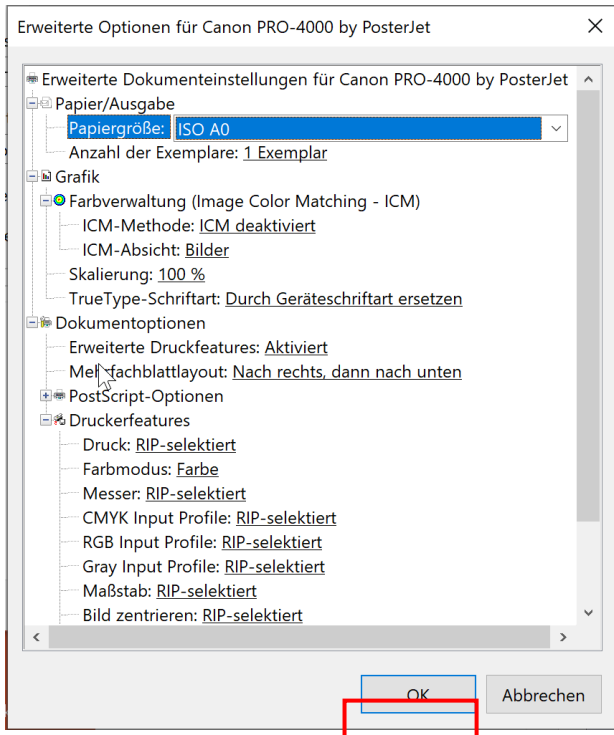 Erweiterte Optionen für Canon PRO-4000 by PosterJet
Erweiterte Dokumenteinstellungen für Canon PRO-4000 by PosterJet
Papier/Ausgabe
Papiergröße: ISO A0
Anzahl der Exemplare: 1 Exemplar
Grafik
Farbverwaltung (Image Color Matching - ICM)
ICM-Methode: ICM deaktiviert
ICM-Absicht: Bilder
Skalierung: 100 %
TrueType-Schriftart: Durch Geräteschriftart ersetzen
Dokumentoptionen
Erweiterte Druckfeatures: Aktiviert
Mehrfachblattlayout: Nach rechts, dann nach unten
PostScript-Optionen
Druckerfeatures
Druck: RIP-selektiert
Farbmodus: Farbe
Messer: RIP-selektiert
CMYK Input Profile: RIP-selektiert
RGB Input Profile: RIP-selektiert
Gray Input Profile: RIP-selektiert
Maßstab: RIP-selektiert
Bild zentrieren: RIP-selektiert
OK Abbrechen